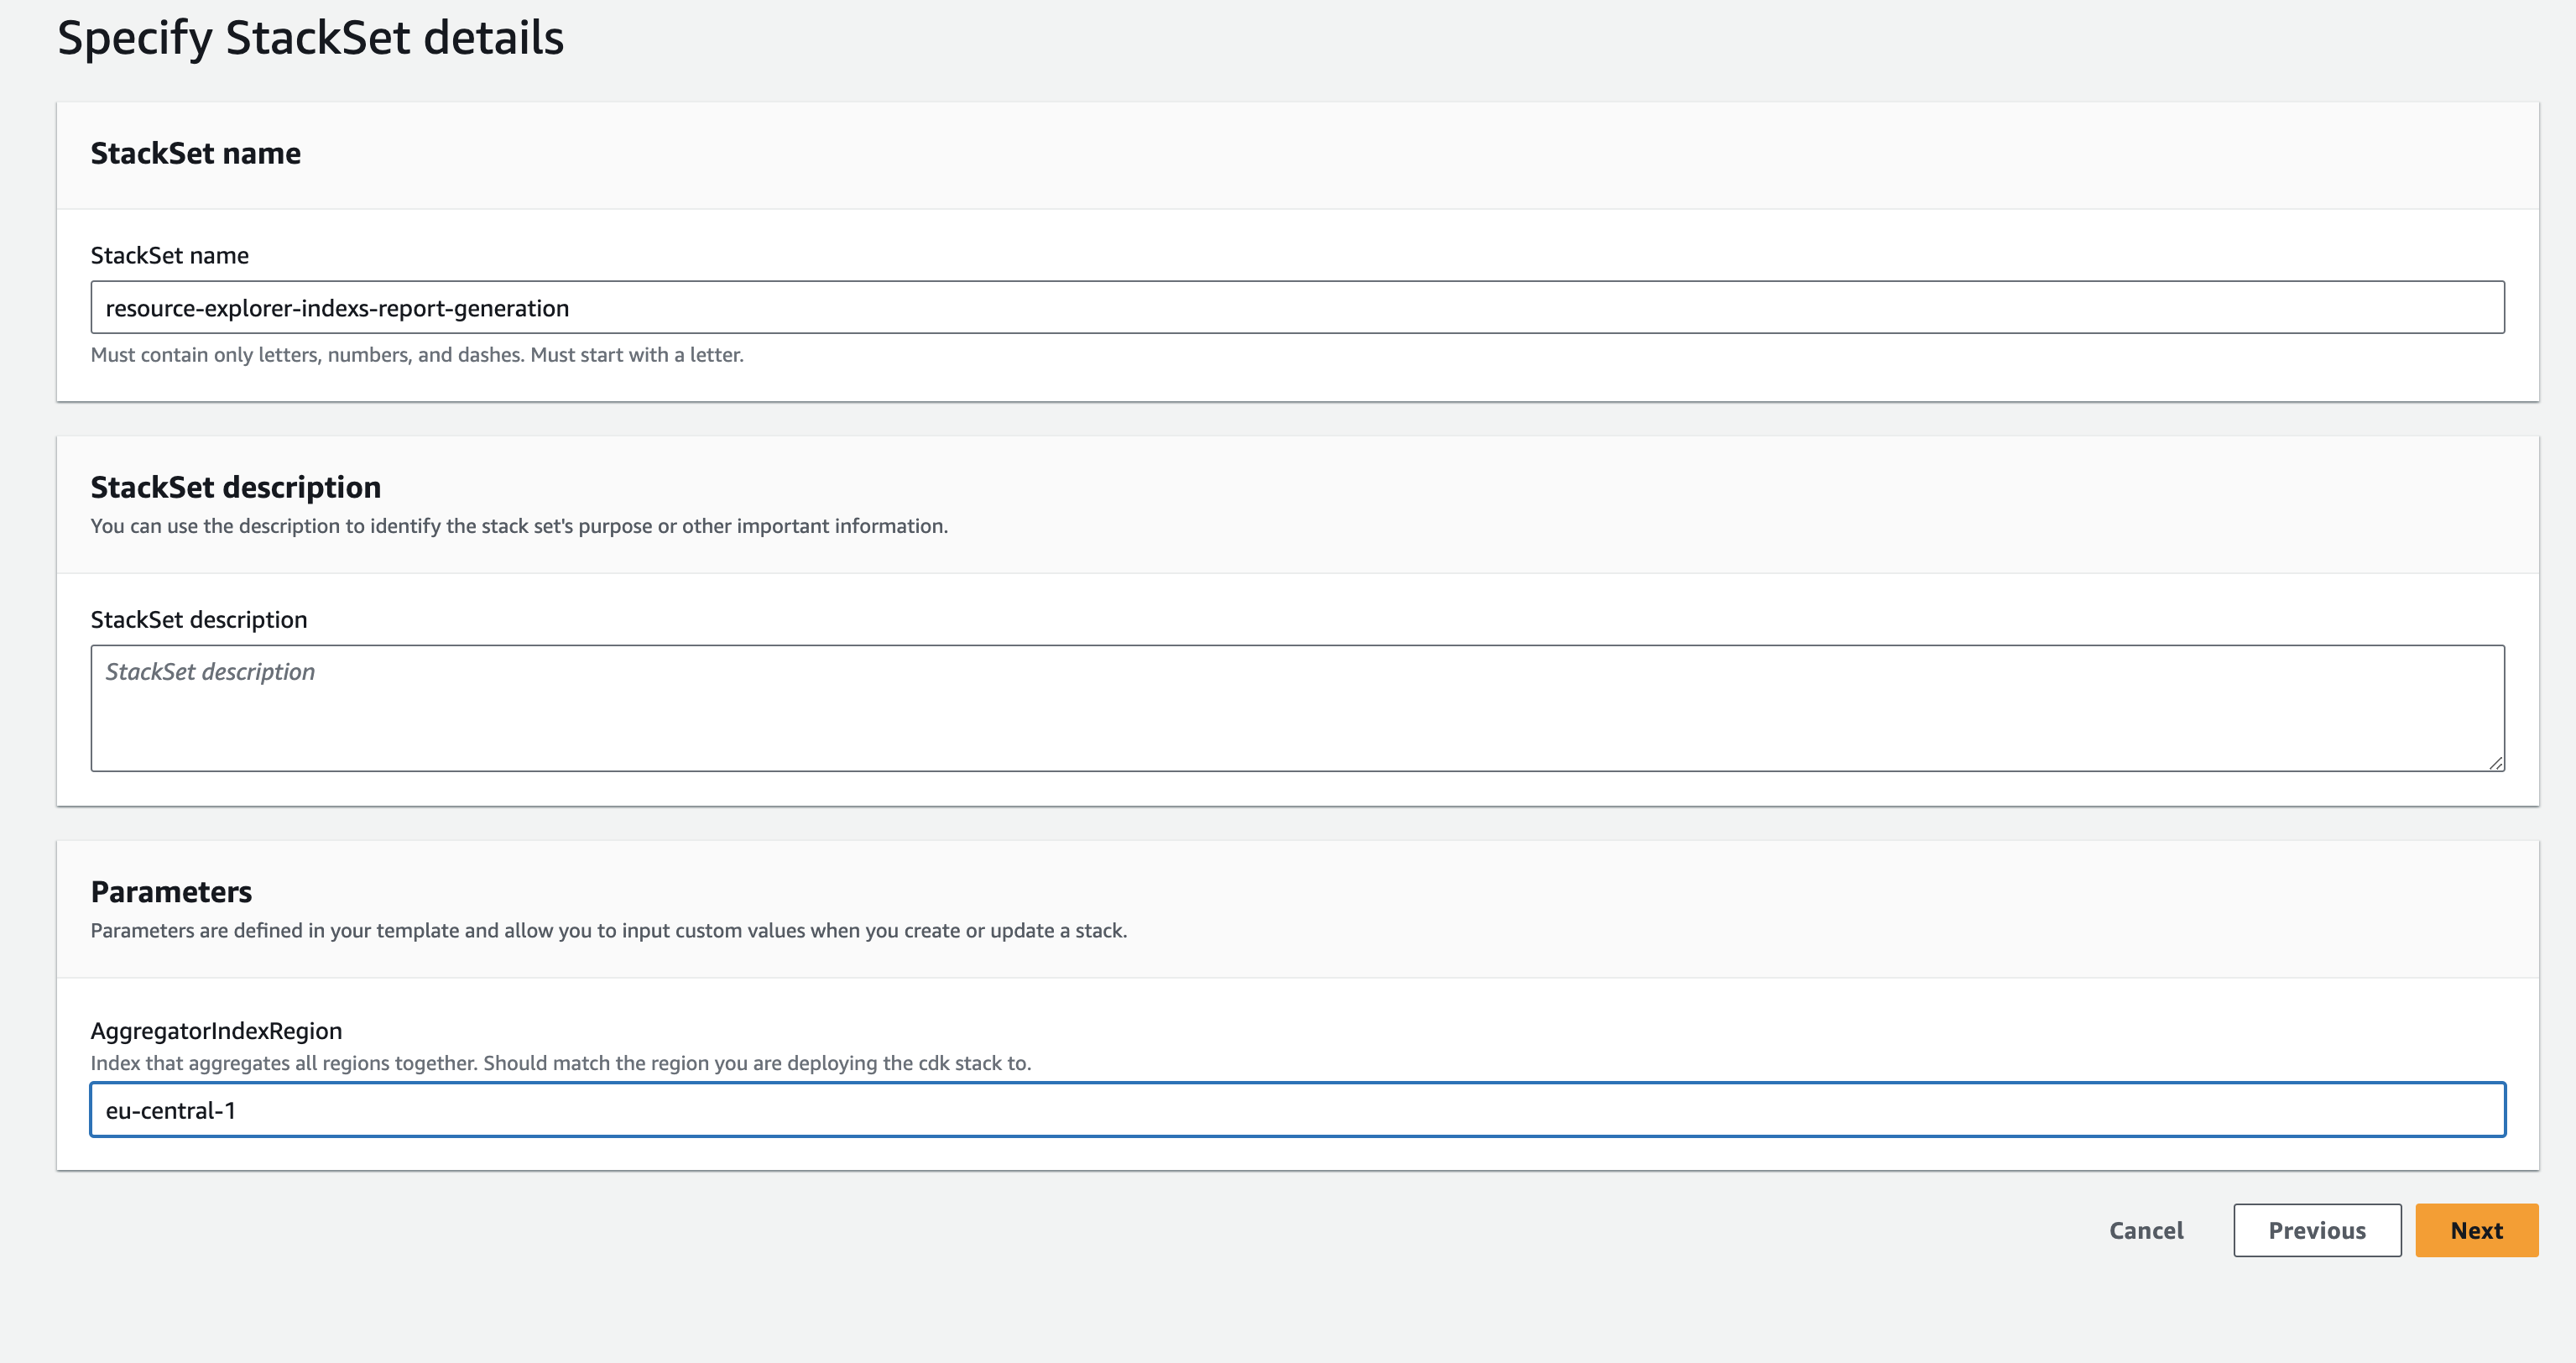 Specify StackSet details
StackSet name
StackSet name
resource-explorer-indexs-report-generation
Must contain only letters, numbers, and dashes. Must start with a letter.
StackSet description
You can use the description to identify the stack set's purpose or other important information.
StackSet description
StackSet description
Parameters
Parameters are defined in your template and allow you to input custom values when you create or update a stack.
AggregatorIndexRegion
Index that aggregates all regions together. Should match the region you are deploying the cdk stack to.
eu-central-1
Cancel Previous Next